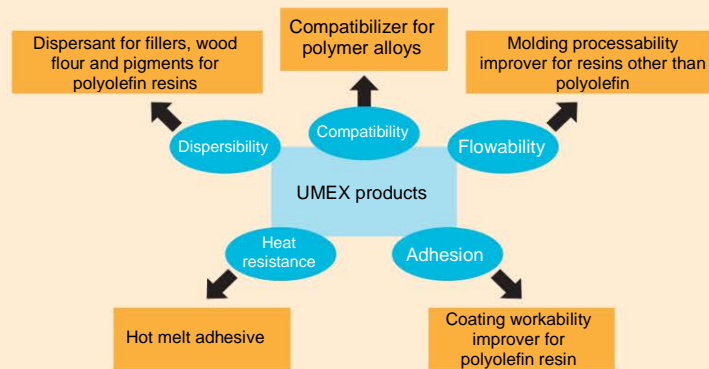 Dispersant for fillers, wood
flour and pigments for
polyolefin resins
Compatibilizer for
polymer alloys
Molding processability
improver for resins other than
polyolefin
Dispersibility
Compatibility
Flowability
UMEX products
Heat
resistance
Adhesion
Hot melt adhesive
Coating workability
improver for
polyolefin resin